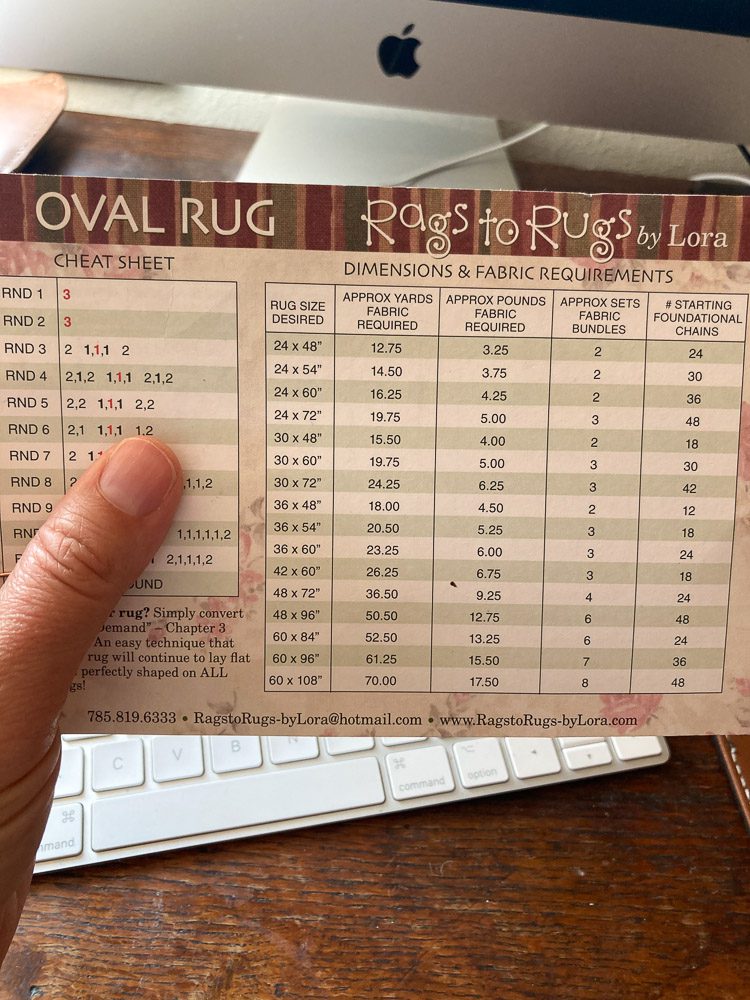 OVAL RUG
Rags to Rugs by Lora
CHEAT SHEET
RND 1 3
RND 2 3
RND 3 2 1,1,1 2
RND 4 2,1,2 1,1,1 2,1,2
RND 5 2,2 1,1,1 2,2
RND 6 2,1 1,1,1 1,2
RND 7 2
RND 8 ,1,1,2
RND 9
1,1,1,1,1,2
2,1,1,1,2
rug? Simply convert
Demand" – Chapter 3
An easy technique that
rug will continue to lay flat
perfectly shaped on ALL
DIMENSIONS & FABRIC REQUIREMENTS
RUG SIZE DESIRED APPROX YARDS FABRIC REQUIRED APPROX POUNDS FABRIC REQUIRED APPROX SETS FABRIC BUNDLES # STARTING FOUNDATIONAL CHAINS
24 x 48" 12.75 3.25 2 24
24 x 54" 14.50 3.75 2 30
24 x 60" 16.25 4.25 2 36
24 x 72" 19.75 5.00 3 48
30 x 48" 15.50 4.00 2 18
30 x 60" 19.75 5.00 3 30
30 x 72" 24.25 6.25 3 42
36 x 48" 18.00 4.50 2 12
36 x 54" 20.50 5.25 3 18
36 x 60" 23.25 6.00 3 24
42 x 60" 26.25 6.75 3 18
48 x 72" 36.50 9.25 4 24
48 x 96" 50.50 12.75 6 48
60 x 84" 52.50 13.25 6 24
60 x 96" 61.25 15.50 7 36
60 x 108" 70.00 17.50 8 48
785.819.6333 • RagstoRugs-byLora@hotmail.com • www.RagstoRugs-byLora.com
C V B N
command option